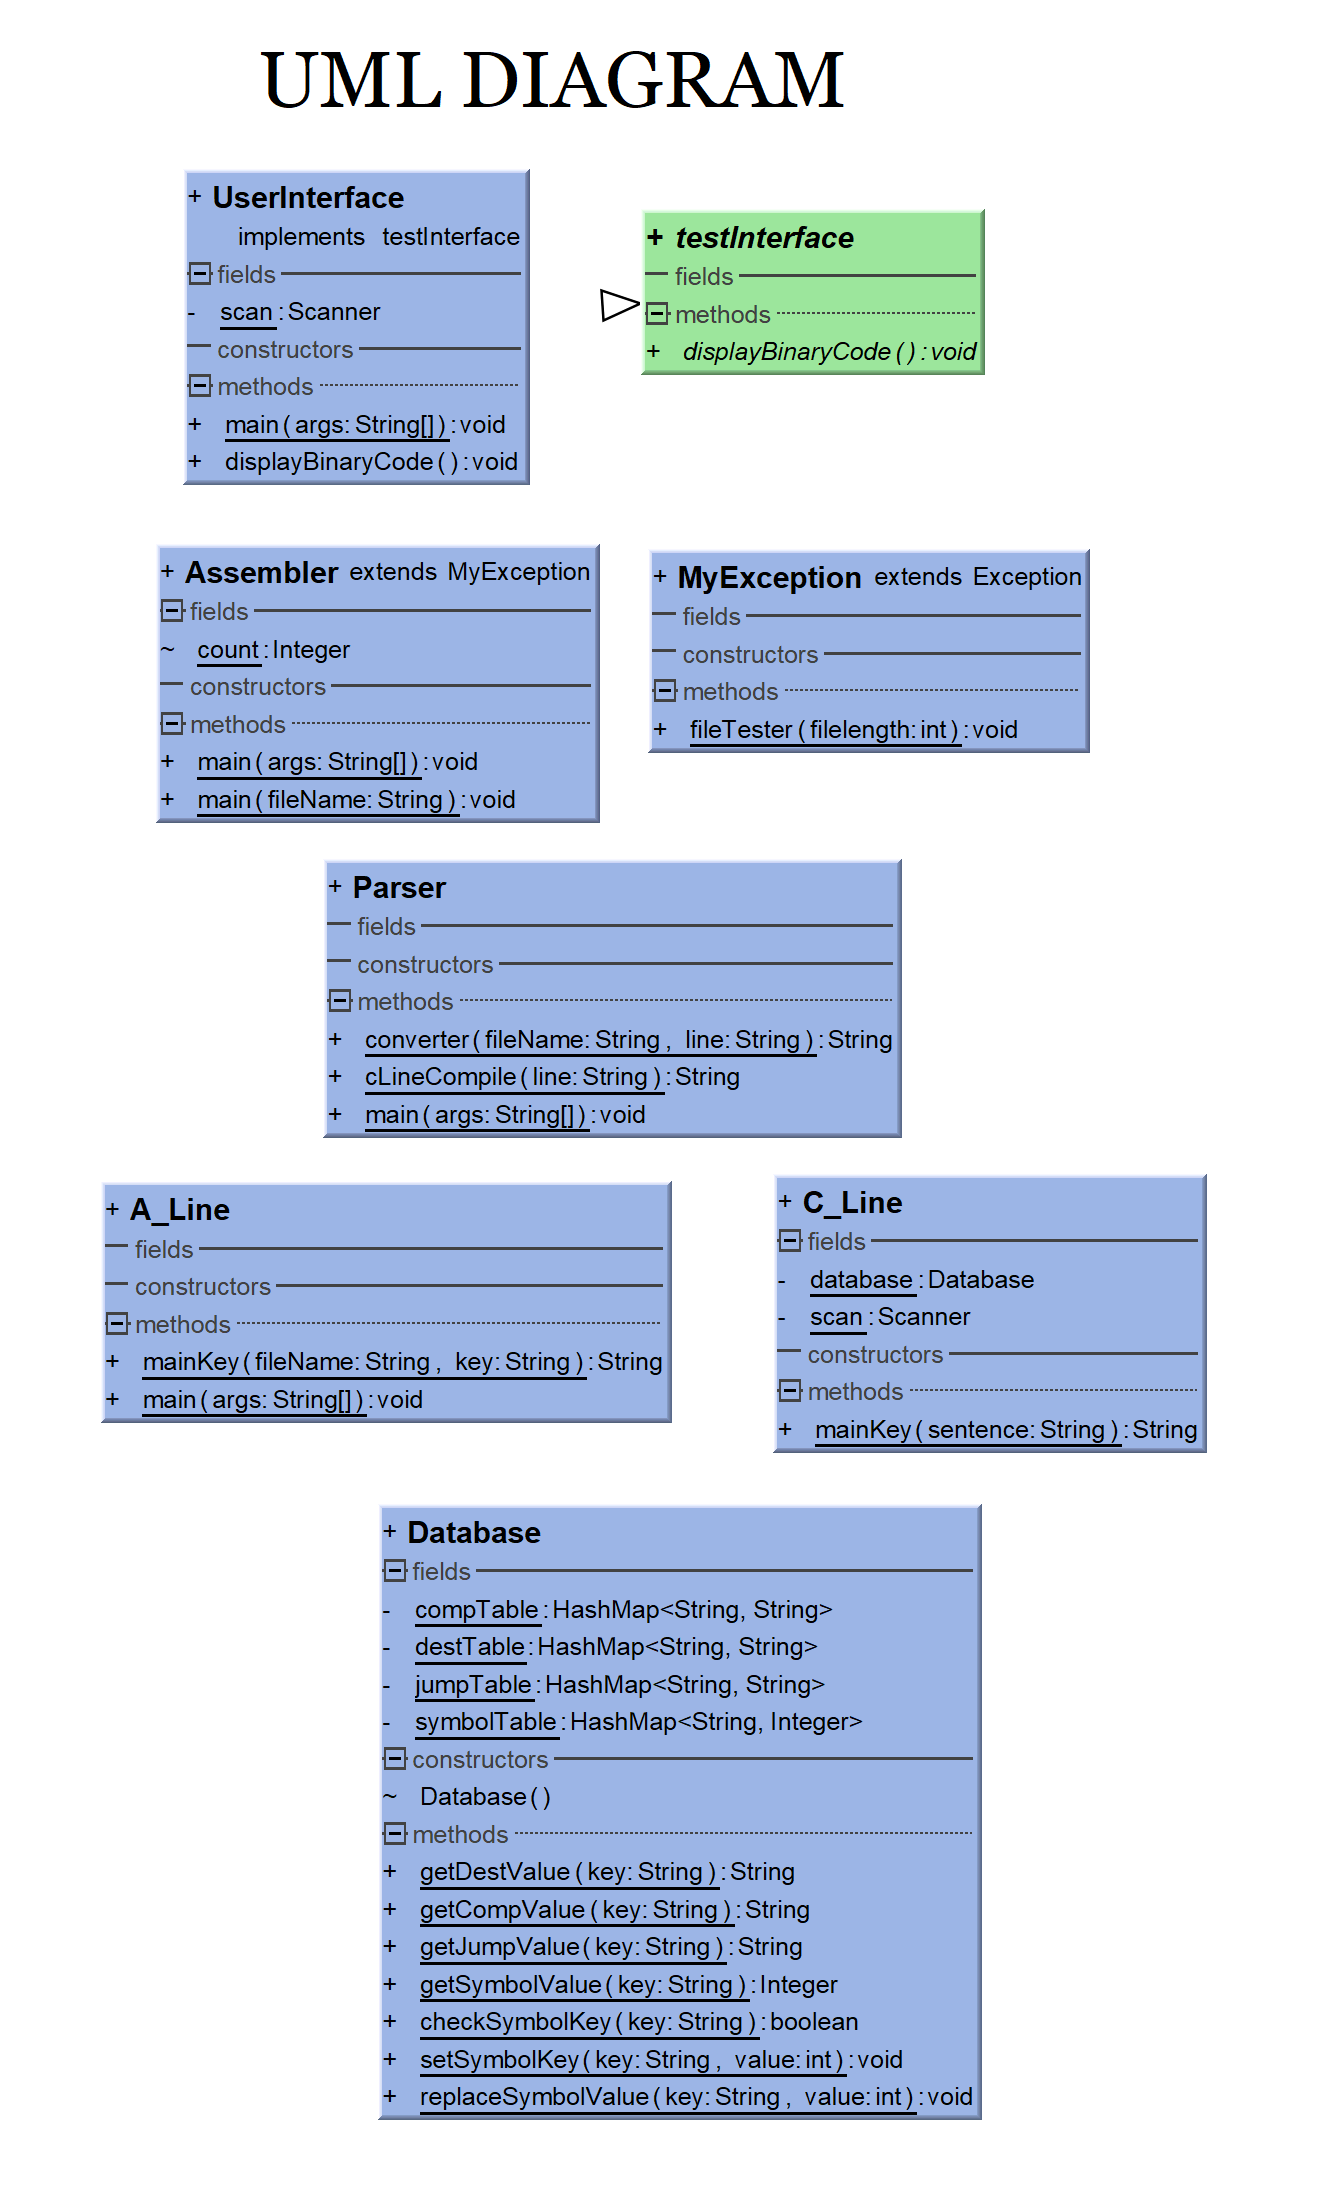 UML DIAGRAM
+ UserInterface
implements testInterface
fields
- scan : Scanner
constructors
methods
+ main ( args: String[] ) : void
+ displayBinaryCode ( ) : void
+ testInterface
fields
methods
+ displayBinaryCode ( ) : void
+ Assembler extends MyException
fields
~ count : Integer
constructors
methods
+ main ( args: String[] ) : void
+ main ( fileName: String ) : void
+ MyException extends Exception
fields
constructors
methods
+ fileTester ( filelength: int ) : void
+ Parser
fields
constructors
methods
+ converter ( fileName: String , line: String ) : String
+ cLineCompile ( line: String ) : String
+ main ( args: String[] ) : void
+ A_Line
fields
constructors
methods
+ mainKey ( fileName: String , key: String ) : String
+ main ( args: String[] ) : void
+ C_Line
fields
- database : Database
- scan : Scanner
constructors
methods
+ mainKey ( sentence: String ) : String
+ Database
fields
- compTable : HashMap<String, String>
- destTable : HashMap<String, String>
- jumpTable : HashMap<String, String>
- symbolTable : HashMap<String, Integer>
constructors
~ Database ( )
methods
+ getDestValue ( key: String ) : String
+ getCompValue ( key: String ) : String
+ getJumpValue ( key: String ) : String
+ getSymbolValue ( key: String ) : Integer
+ checkSymbolKey ( key: String ) : boolean
+ setSymbolKey ( key: String , value: int ) : void
+ replaceSymbolValue ( key: String , value: int ) : void